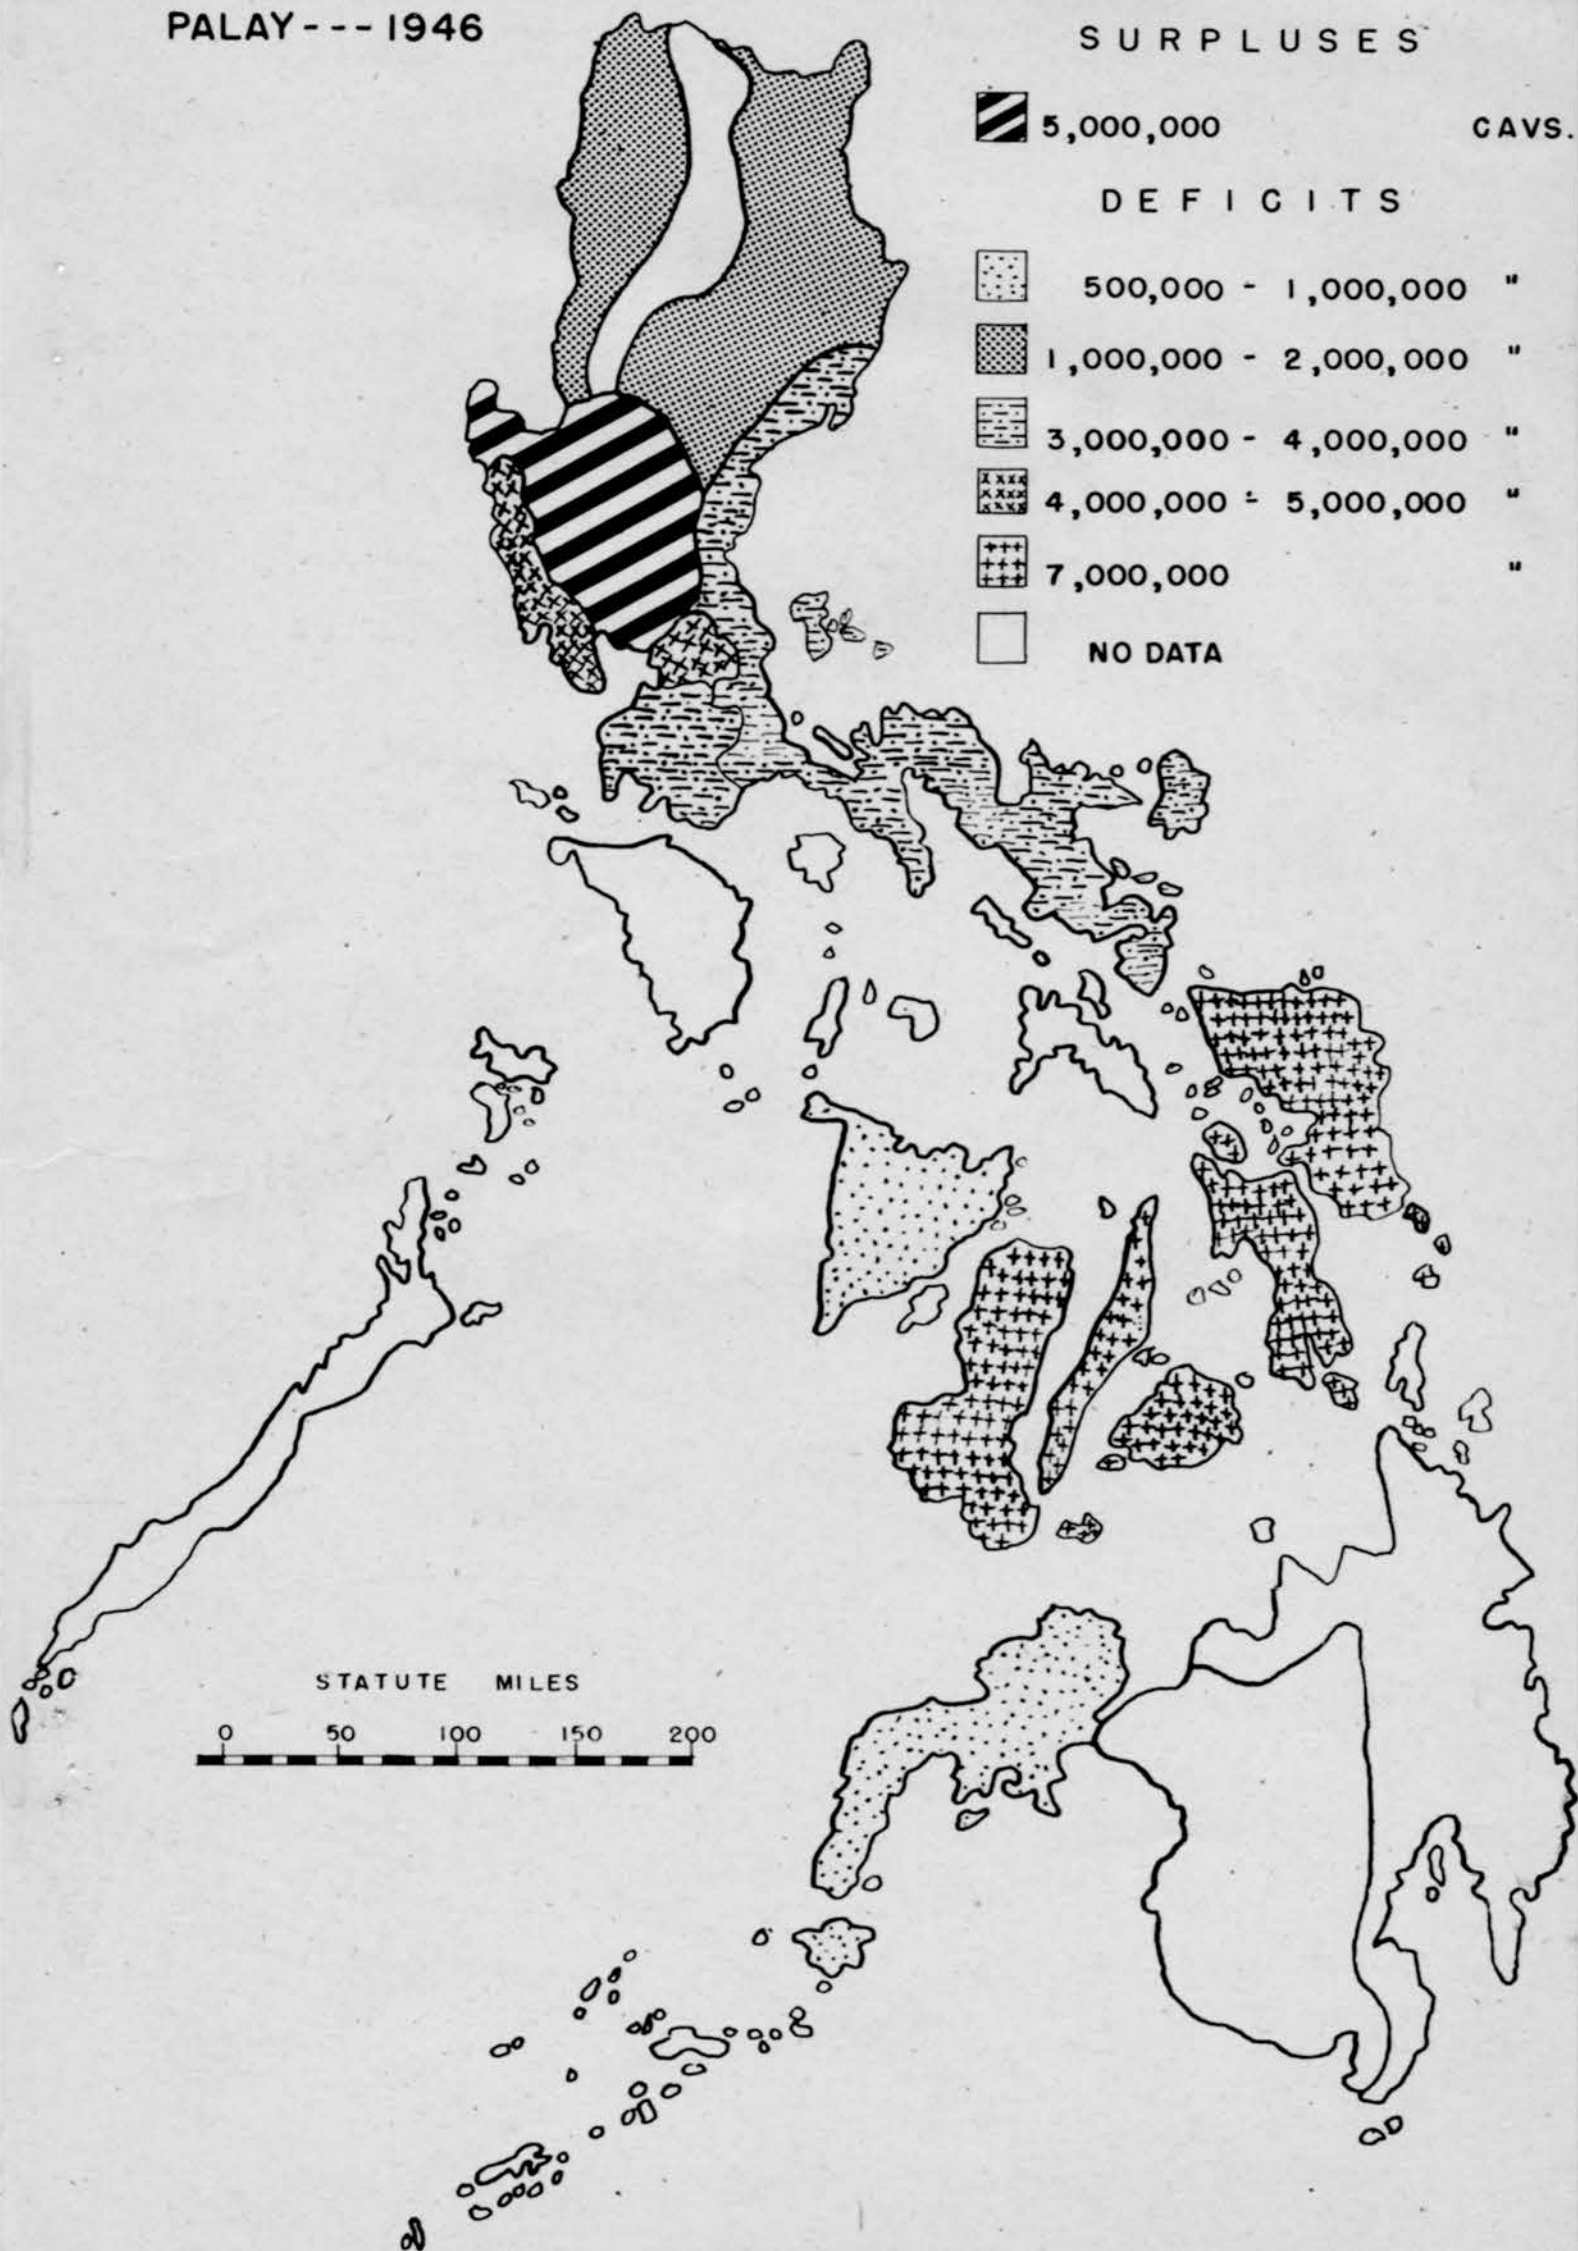 PALAY---1946
SURPLUSES
5,000,000 CAVS.
DEFICITS
500,000 - 1,000,000 "
1,000,000 - 2,000,000 "
3,000,000 - 4,000,000 "
4,000,000 - 5,000,000 "
7,000,000 "
NO DATA
STATUTE MILES
0 50 100 150 200